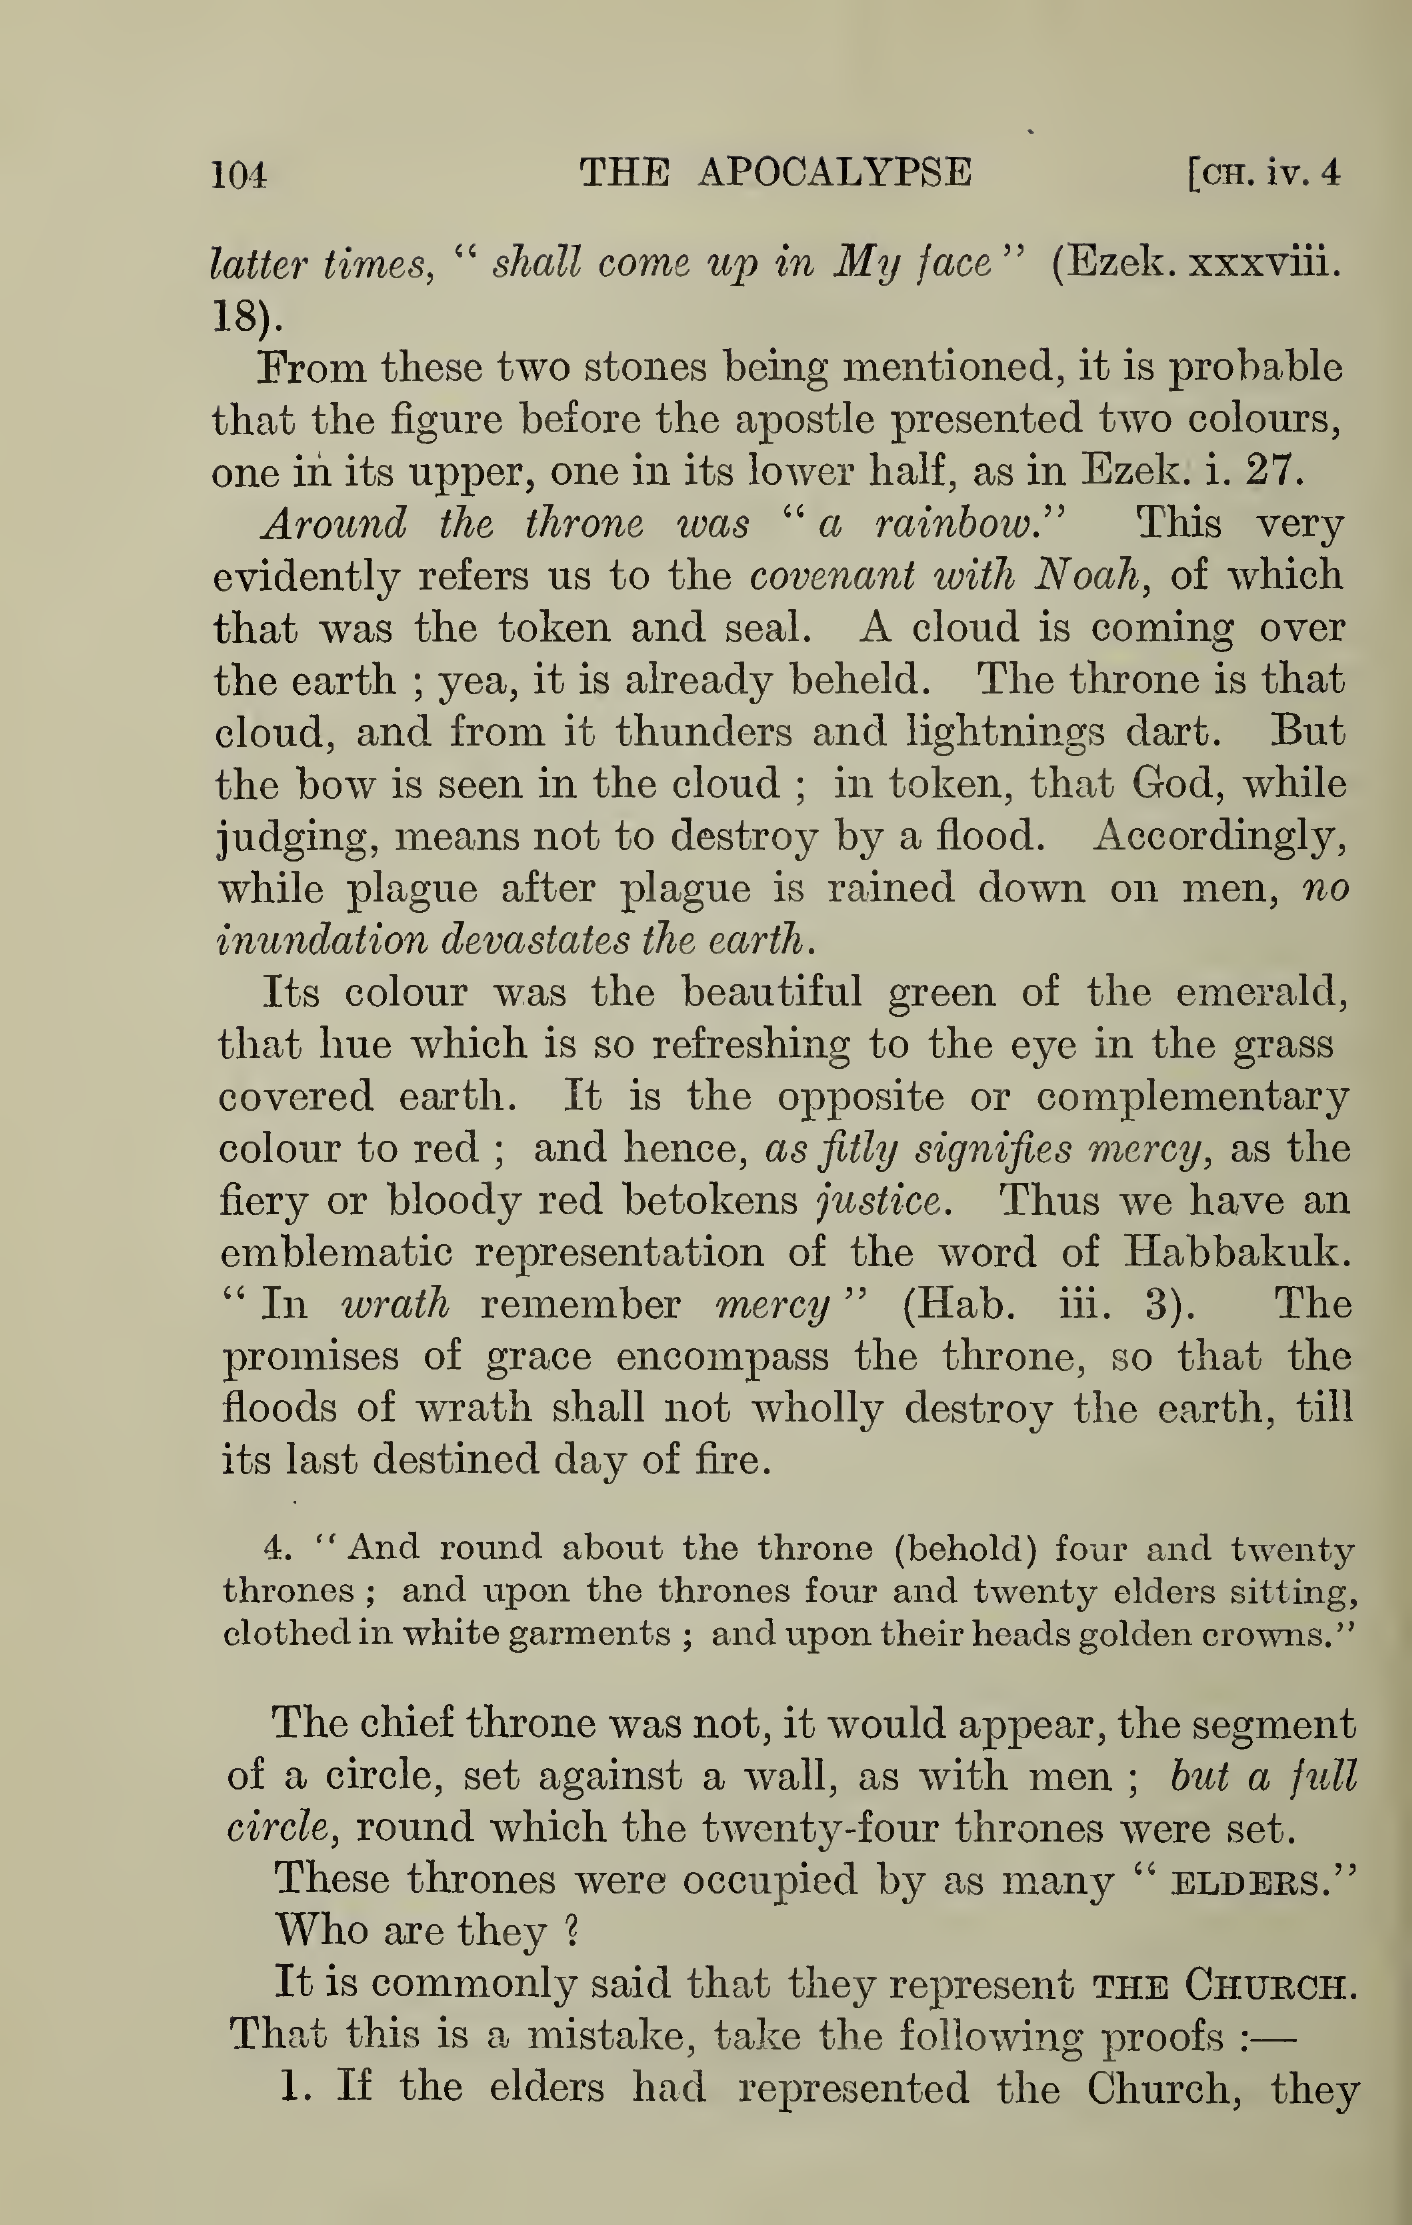 104 THE APOCALYPSE [CH. iv. 4
latter times, “ shall come up in My face ” (Ezek. xxxviii.
18).
From these two stones being mentioned, it is probable
that the figure before the apostle presented two colours,
one in its upper, one in its lower half, as in Ezek. i. 27.
Around the throne was “ a rainbow.” This very
evidently refers us to the covenant with Noah, of which
that was the token and seal. A cloud is coming over
the earth ; yea, it is already beheld. The throne is that
cloud, and from it thunders and lightnings dart. But
the bow is seen in the cloud ; in token, that God, while
judging, means not to destroy by a flood. Accordingly,
while plague after plague is rained down on men, no
inundation devastates the earth.
Its colour was the beautiful green of the emerald,
that hue which is so refreshing to the eye in the grass
covered earth. It is the opposite or complementary
colour to red ; and hence, as fitly signifies mercy, as the
fiery or bloody red betokens justice. Thus we have an
emblematic representation of the word of Habbakuk.
“ In wrath remember mercy ” (Hab. iii. 3). The
promises of grace encompass the throne, so that the
floods of wrath shall not wholly destroy the earth, till
its last destined day of fire.
4. “ And round about the throne (behold) four and twenty
thrones ; and upon the thrones four and twenty elders sitting,
clothed in white garments ; and upon their heads golden crowns.”
The chief throne was not, it would appear, the segment
of a circle, set against a wall, as with men ; but a full
circle, round which the twenty-four thrones were set.
These thrones were occupied by as many “ ELDERS.”
Who are they ?
It is commonly said that they represent THE CHURCH.
That this is a mistake, take the following proofs :—
1. If the elders had represented the Church, they